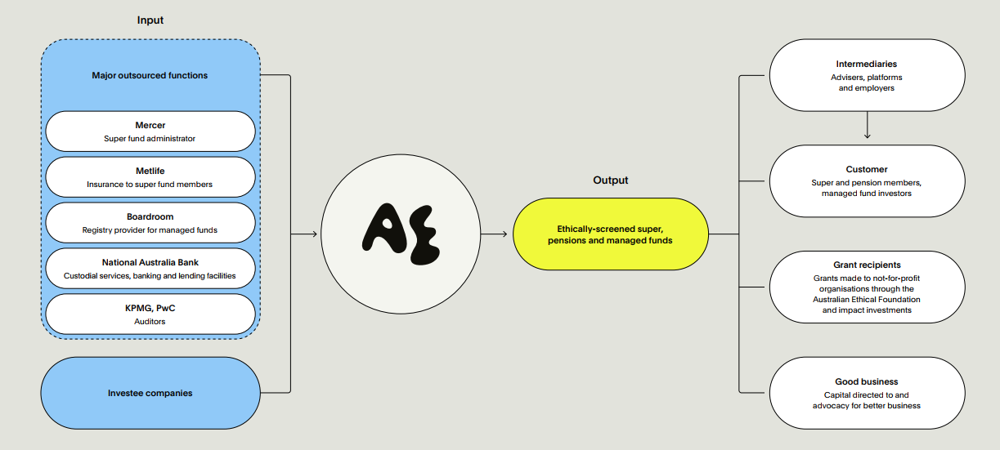 Input
Major outsourced functions
Mercer
Super fund administrator
Metlife
Insurance to super fund members
Boardroom
Registry provider for managed funds
National Australia Bank
Custodial services, banking and lending facilities
KPMG, PwC
Auditors
Investee companies
AE
Output
Ethically-screened super,
pensions and managed funds
Intermediaries
Advisers, platforms
and employers
Customer
Super and pension members,
managed fund investors
Grant recipients
Grants made to not-for-profit
organisations through the
Australian Ethical Foundation
and impact investments
Good business
Capital directed to and
advocacy for better business